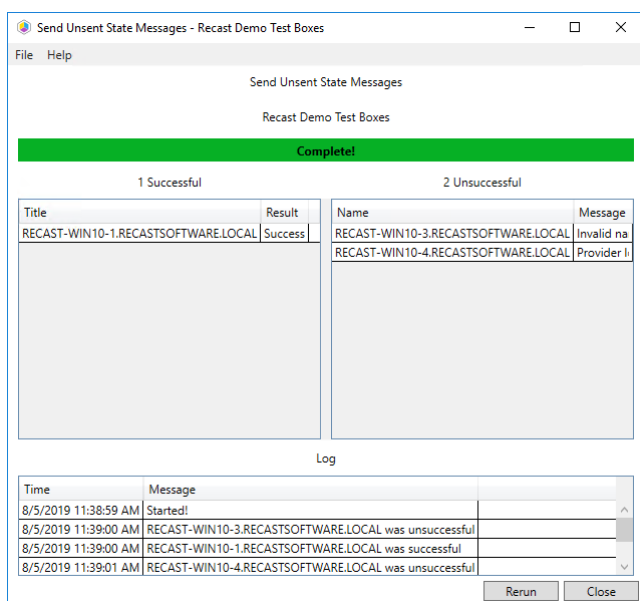 Send Unsent State Messages - Recast Demo Test Boxes
File Help
Send Unsent State Messages
Recast Demo Test Boxes
Complete!
1 Successful
2 Unsuccessful
Title Result
RECAST-WIN10-1.RECASTSOFTWARE.LOCAL Success
Name Message
RECAST-WIN10-3.RECASTSOFTWARE.LOCAL Invalid na
RECAST-WIN10-4.RECASTSOFTWARE.LOCAL Provider
Log
Time Message
8/5/2019 11:38:59 AM Started!
8/5/2019 11:39:00 AM RECAST-WIN10-3.RECASTSOFTWARE.LOCAL was unsuccessful
8/5/2019 11:39:00 AM RECAST-WIN10-1.RECASTSOFTWARE.LOCAL was successful
8/5/2019 11:39:01 AM RECAST-WIN10-4.RECASTSOFTWARE.LOCAL was unsuccessful
Rerun Close